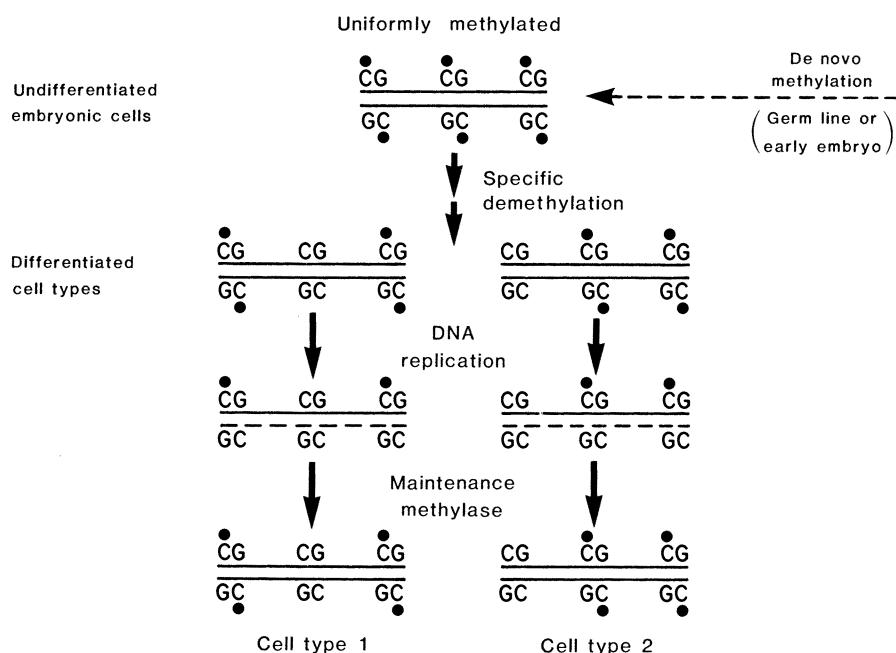 Uniformly methylated
CG CG CG
GC GC GC
Undifferentiated
embryonic cells
De novo
methylation
(Germ line or
early embryo)
Specific
demethylation
CG CG CG CG CG CG
GC GC GC GC GC GC
Differentiated
cell types
DNA
replication
CG CG CG CG CG CG
GC GC GC GC GC GC
Maintenance
methylase
CG CG CG CG CG CG
GC GC GC GC GC GC
Cell type 1 Cell type 2